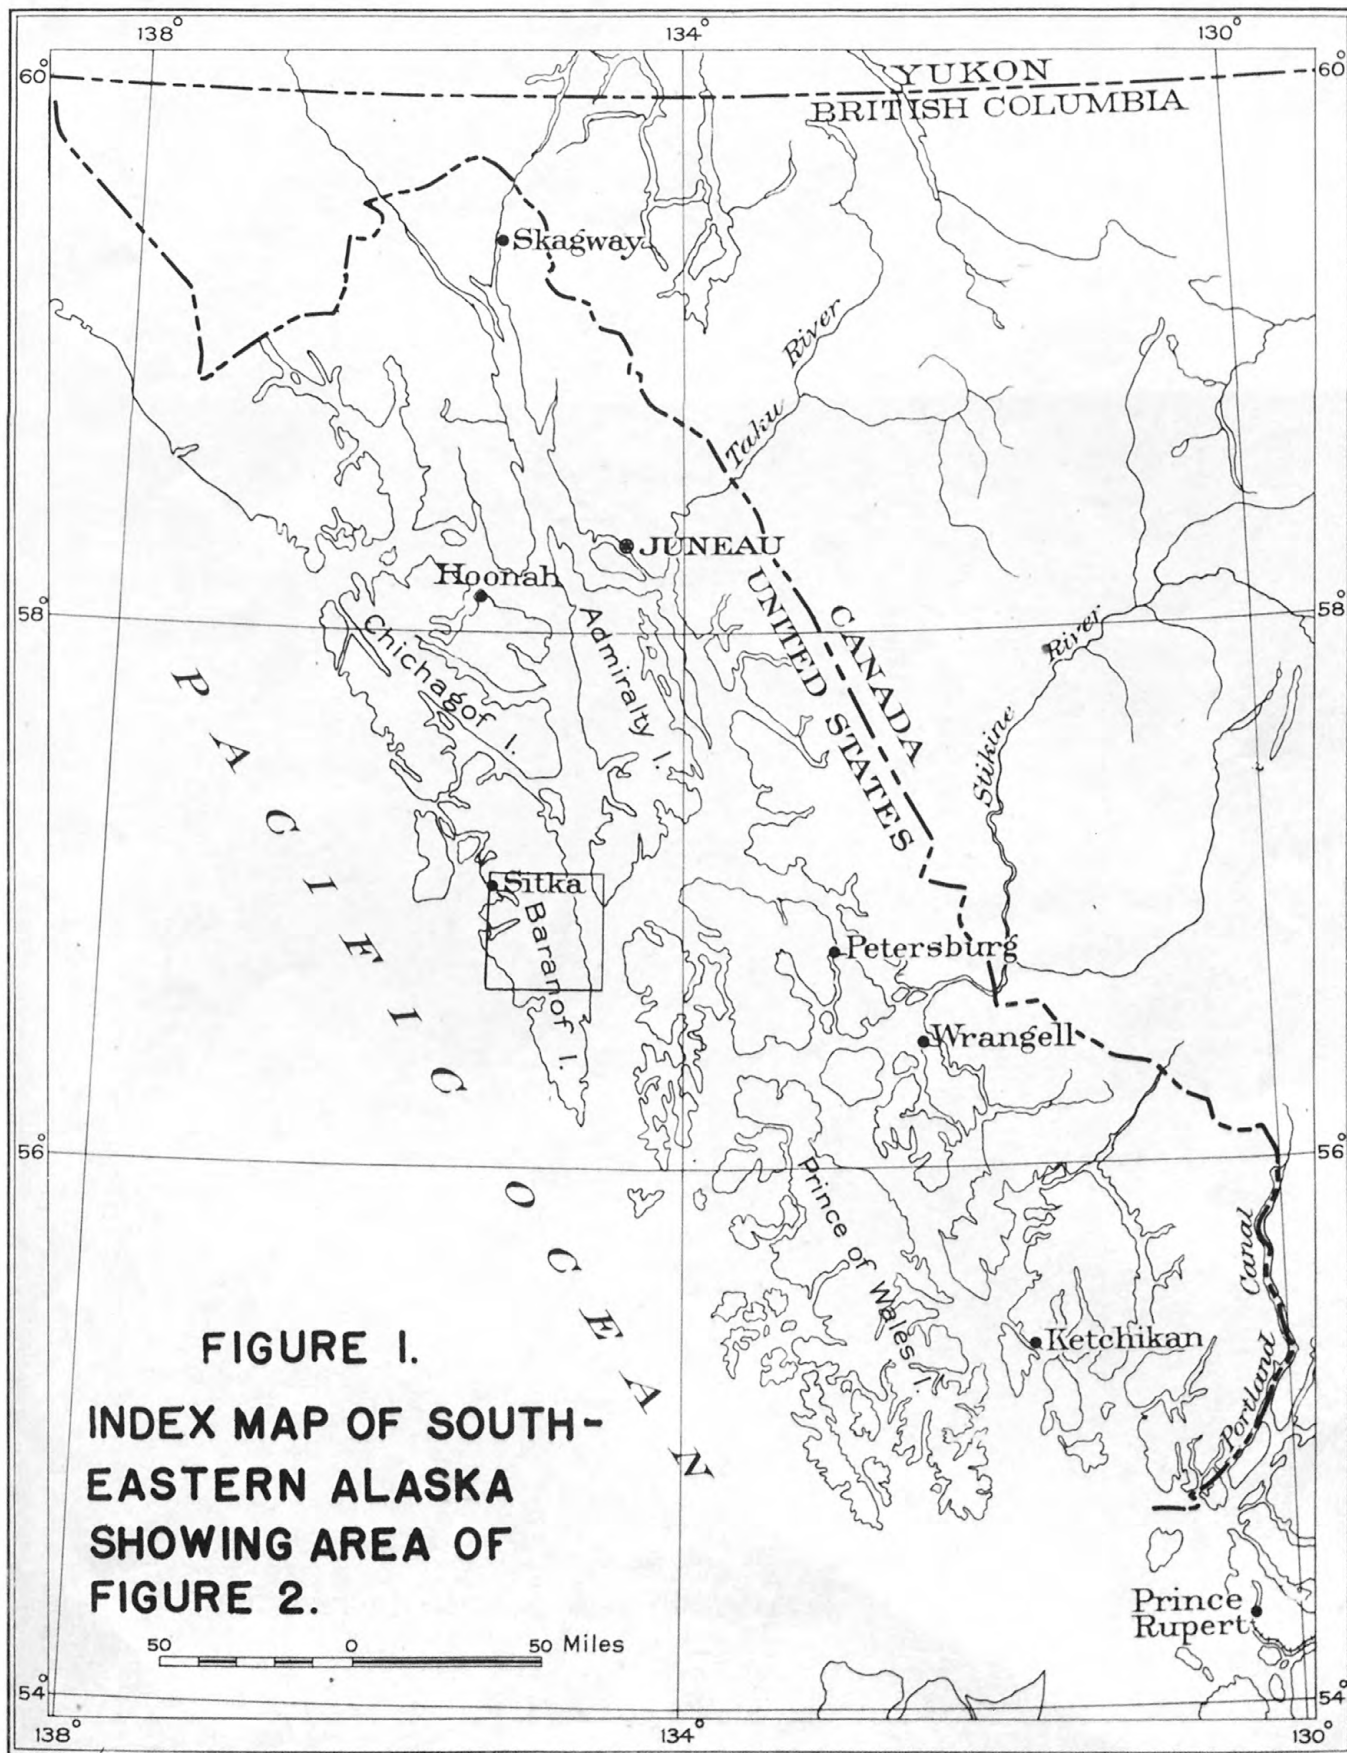 138° 134° 130°
60° 60°
YUKON
BRITISH COLUMBIA
Skagway
Taku River
JUNEAU
Hoonah
58° 58°
Chichagof I.
Admiralty I.
CANADA
UNITED STATES
Stikine River
PACIFIC OCEAN
Sitka
Baranof I.
Petersburg
Wrangell
56° 56°
Prince of Wales I.
Portland Canal
Ketchikan
FIGURE 1.
INDEX MAP OF SOUTH-
EASTERN ALASKA
SHOWING AREA OF
FIGURE 2.
Prince
Rupert
50 0 50 Miles
54° 54°
138° 134° 130°